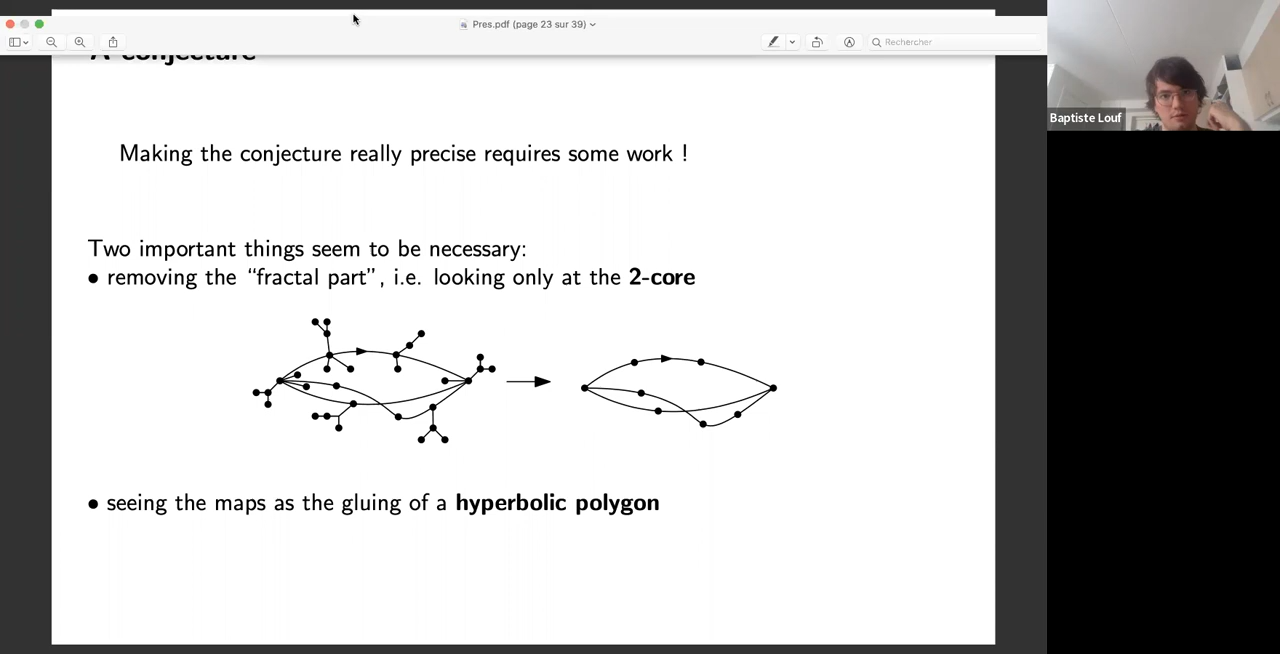 Pres.pdf (page 23 sur 39)
Rechercher
A conjecture
Baptiste Louf
Making the conjecture really precise requires some work !
Two important things seem to be necessary:
• removing the “fractal part”, i.e. looking only at the 2-core
• seeing the maps as the gluing of a hyperbolic polygon